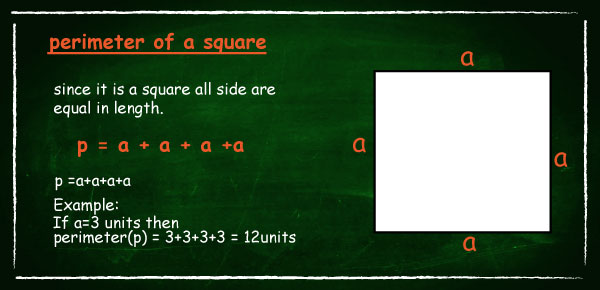 perimeter of a square
since it is a square all side are
equal in length.
p = a + a + a +a
p =a+a+a+a
Example:
If a=3 units then
perimeter(p) = 3+3+3+3 = 12units
a
a
a
a